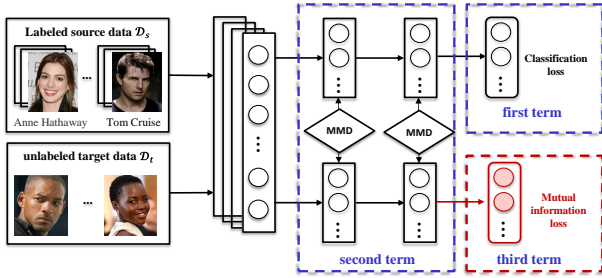 Labeled source data 𝒟s
...
Anne Hathaway
Tom Cruise
unlabeled target data 𝒟t
...
MMD
MMD
Classification
loss
first term
Mutual
information
loss
second term
third term